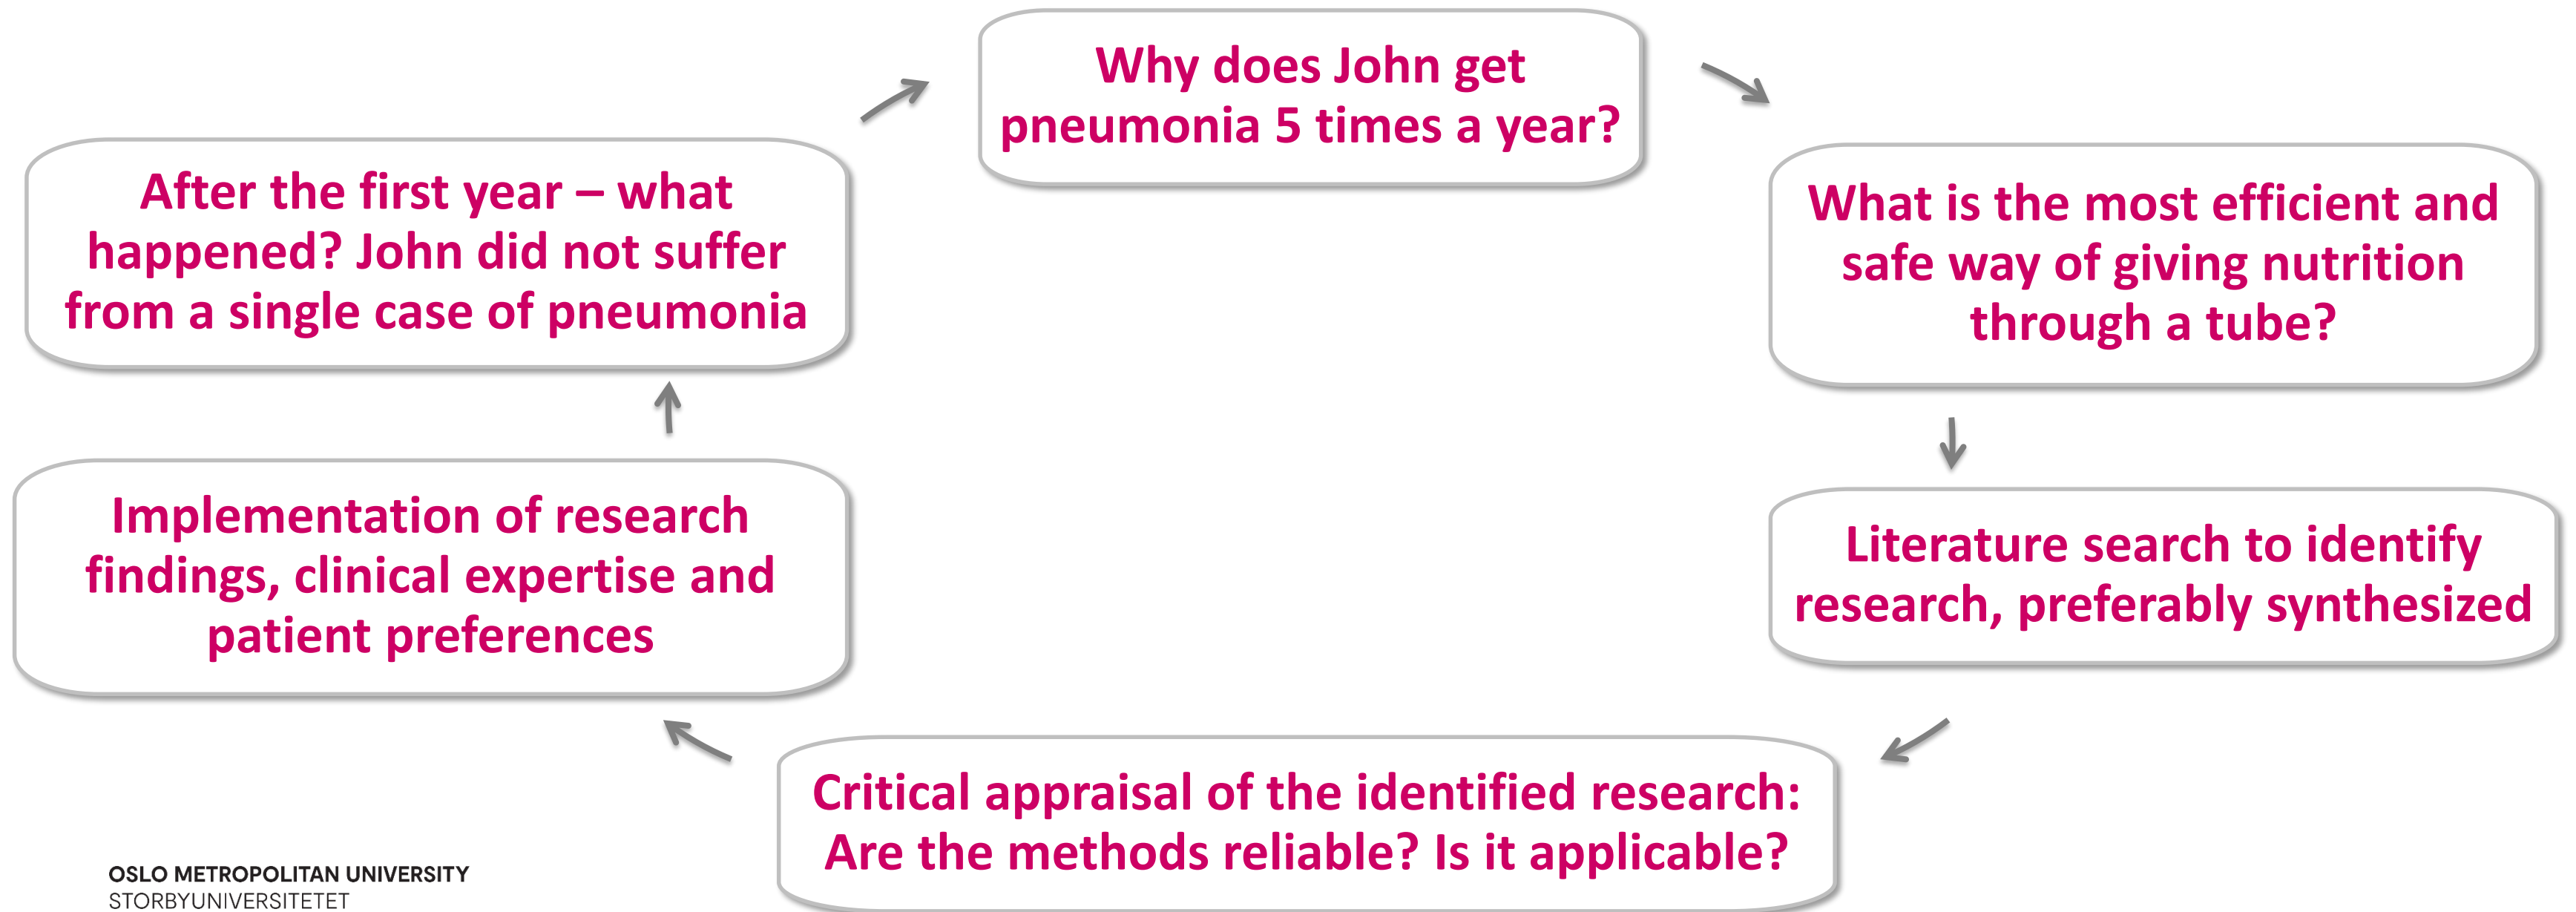 Why does John get
pneumonia 5 times a year?
What is the most efficient and
safe way of giving nutrition
through a tube?
Literature search to identify
research, preferably synthesized
Critical appraisal of the identified research:
Are the methods reliable? Is it applicable?
Implementation of research
findings, clinical expertise and
patient preferences
After the first year – what
happened? John did not suffer
from a single case of pneumonia
OSLO METROPOLITAN UNIVERSITY
STORBYUNIVERSITETET